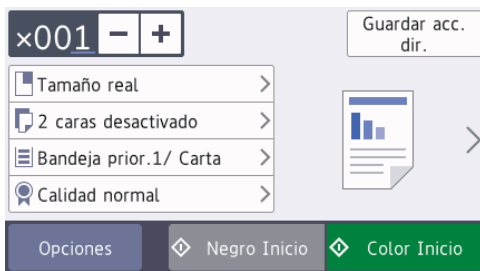 ×001 - +
Guardar acc.
dir.
Tamaño real
2 caras desactivado
Bandeja prior.1/ Carta
Calidad normal
Opciones
Negro Inicio
Color Inicio